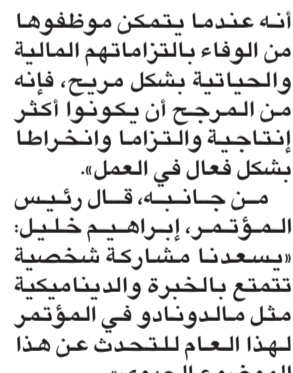 أنه عندما يتمكن موظفوها
من الوفاء بالتزاماتهم المالية
والحياتية بشكل مريح، فإنه
من المرجح أن يكونوا أكثر
إنتاجية والتزاما وانخراطا
بشكل فعال في العمل».
من جانبه، قال رئيس
المؤتمر، إبراهيم خليل:
«يسعدنا مشاركة شخصية
تتمتع بالخبرة والديناميكية
مثل مالدونادو في المؤتمر
لهذا العام للتحدث عن هذا